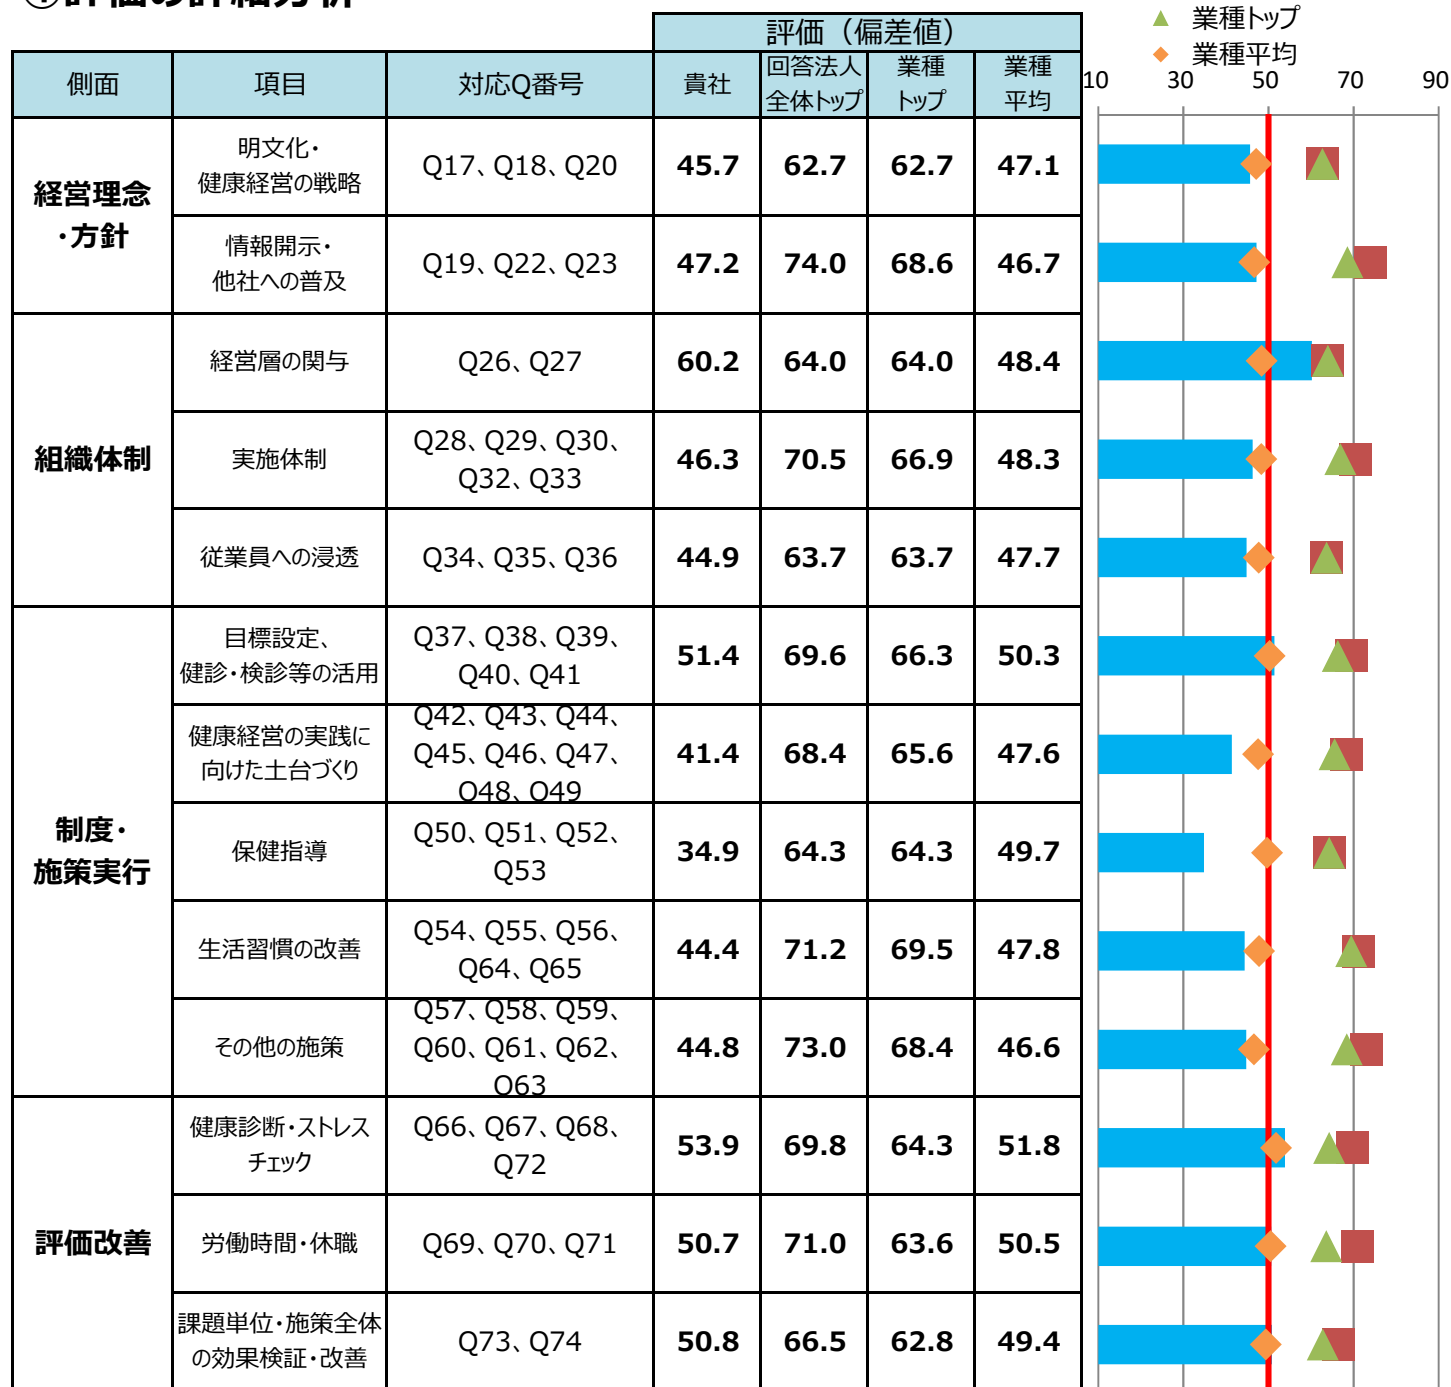 ①評価の詳細分析
▲ 業種トップ
◆ 業種平均
評価（偏差値）
側面 項目 対応Q番号 貴社 回答法人全体トップ 業種トップ 業種平均
10 30 50 70 90
経営理念・方針
明文化・健康経営の戦略 Q17、Q18、Q20 45.7 62.7 62.7 47.1
情報開示・他社への普及 Q19、Q22、Q23 47.2 74.0 68.6 46.7
組織体制
経営層の関与 Q26、Q27 60.2 64.0 64.0 48.4
実施体制 Q28、Q29、Q30、Q32、Q33 46.3 70.5 66.9 48.3
従業員への浸透 Q34、Q35、Q36 44.9 63.7 63.7 47.7
制度・施策実行
目標設定、健診・検診等の活用 Q37、Q38、Q39、Q40、Q41 51.4 69.6 66.3 50.3
健康経営の実践に向けた土台づくり Q42、Q43、Q44、Q45、Q46、Q47、Q48、Q49 41.4 68.4 65.6 47.6
保健指導 Q50、Q51、Q52、Q53 34.9 64.3 64.3 49.7
生活習慣の改善 Q54、Q55、Q56、Q64、Q65 44.4 71.2 69.5 47.8
その他の施策 Q57、Q58、Q59、Q60、Q61、Q62、Q63 44.8 73.0 68.4 46.6
評価改善
健康診断・ストレスチェック Q66、Q67、Q68、Q72 53.9 69.8 64.3 51.8
労働時間・休職 Q69、Q70、Q71 50.7 71.0 63.6 50.5
課題単位・施策全体の効果検証・改善 Q73、Q74 50.8 66.5 62.8 49.4